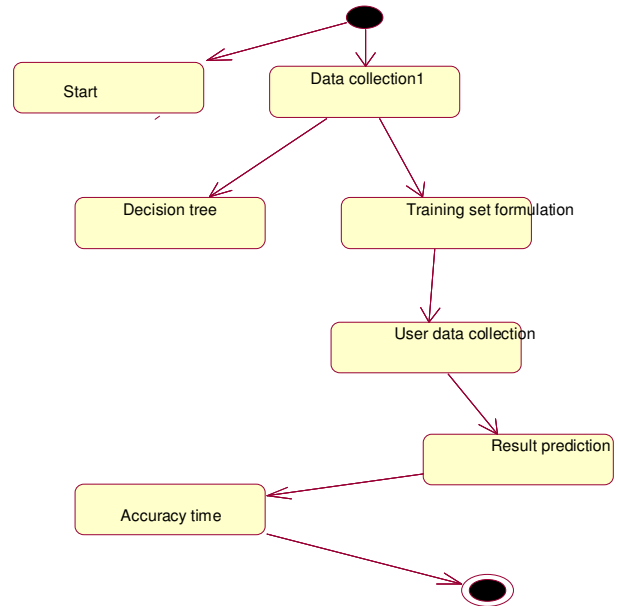 Start
Data collection1
Decision tree
Training set formulation
User data collection
Result prediction
Accuracy time